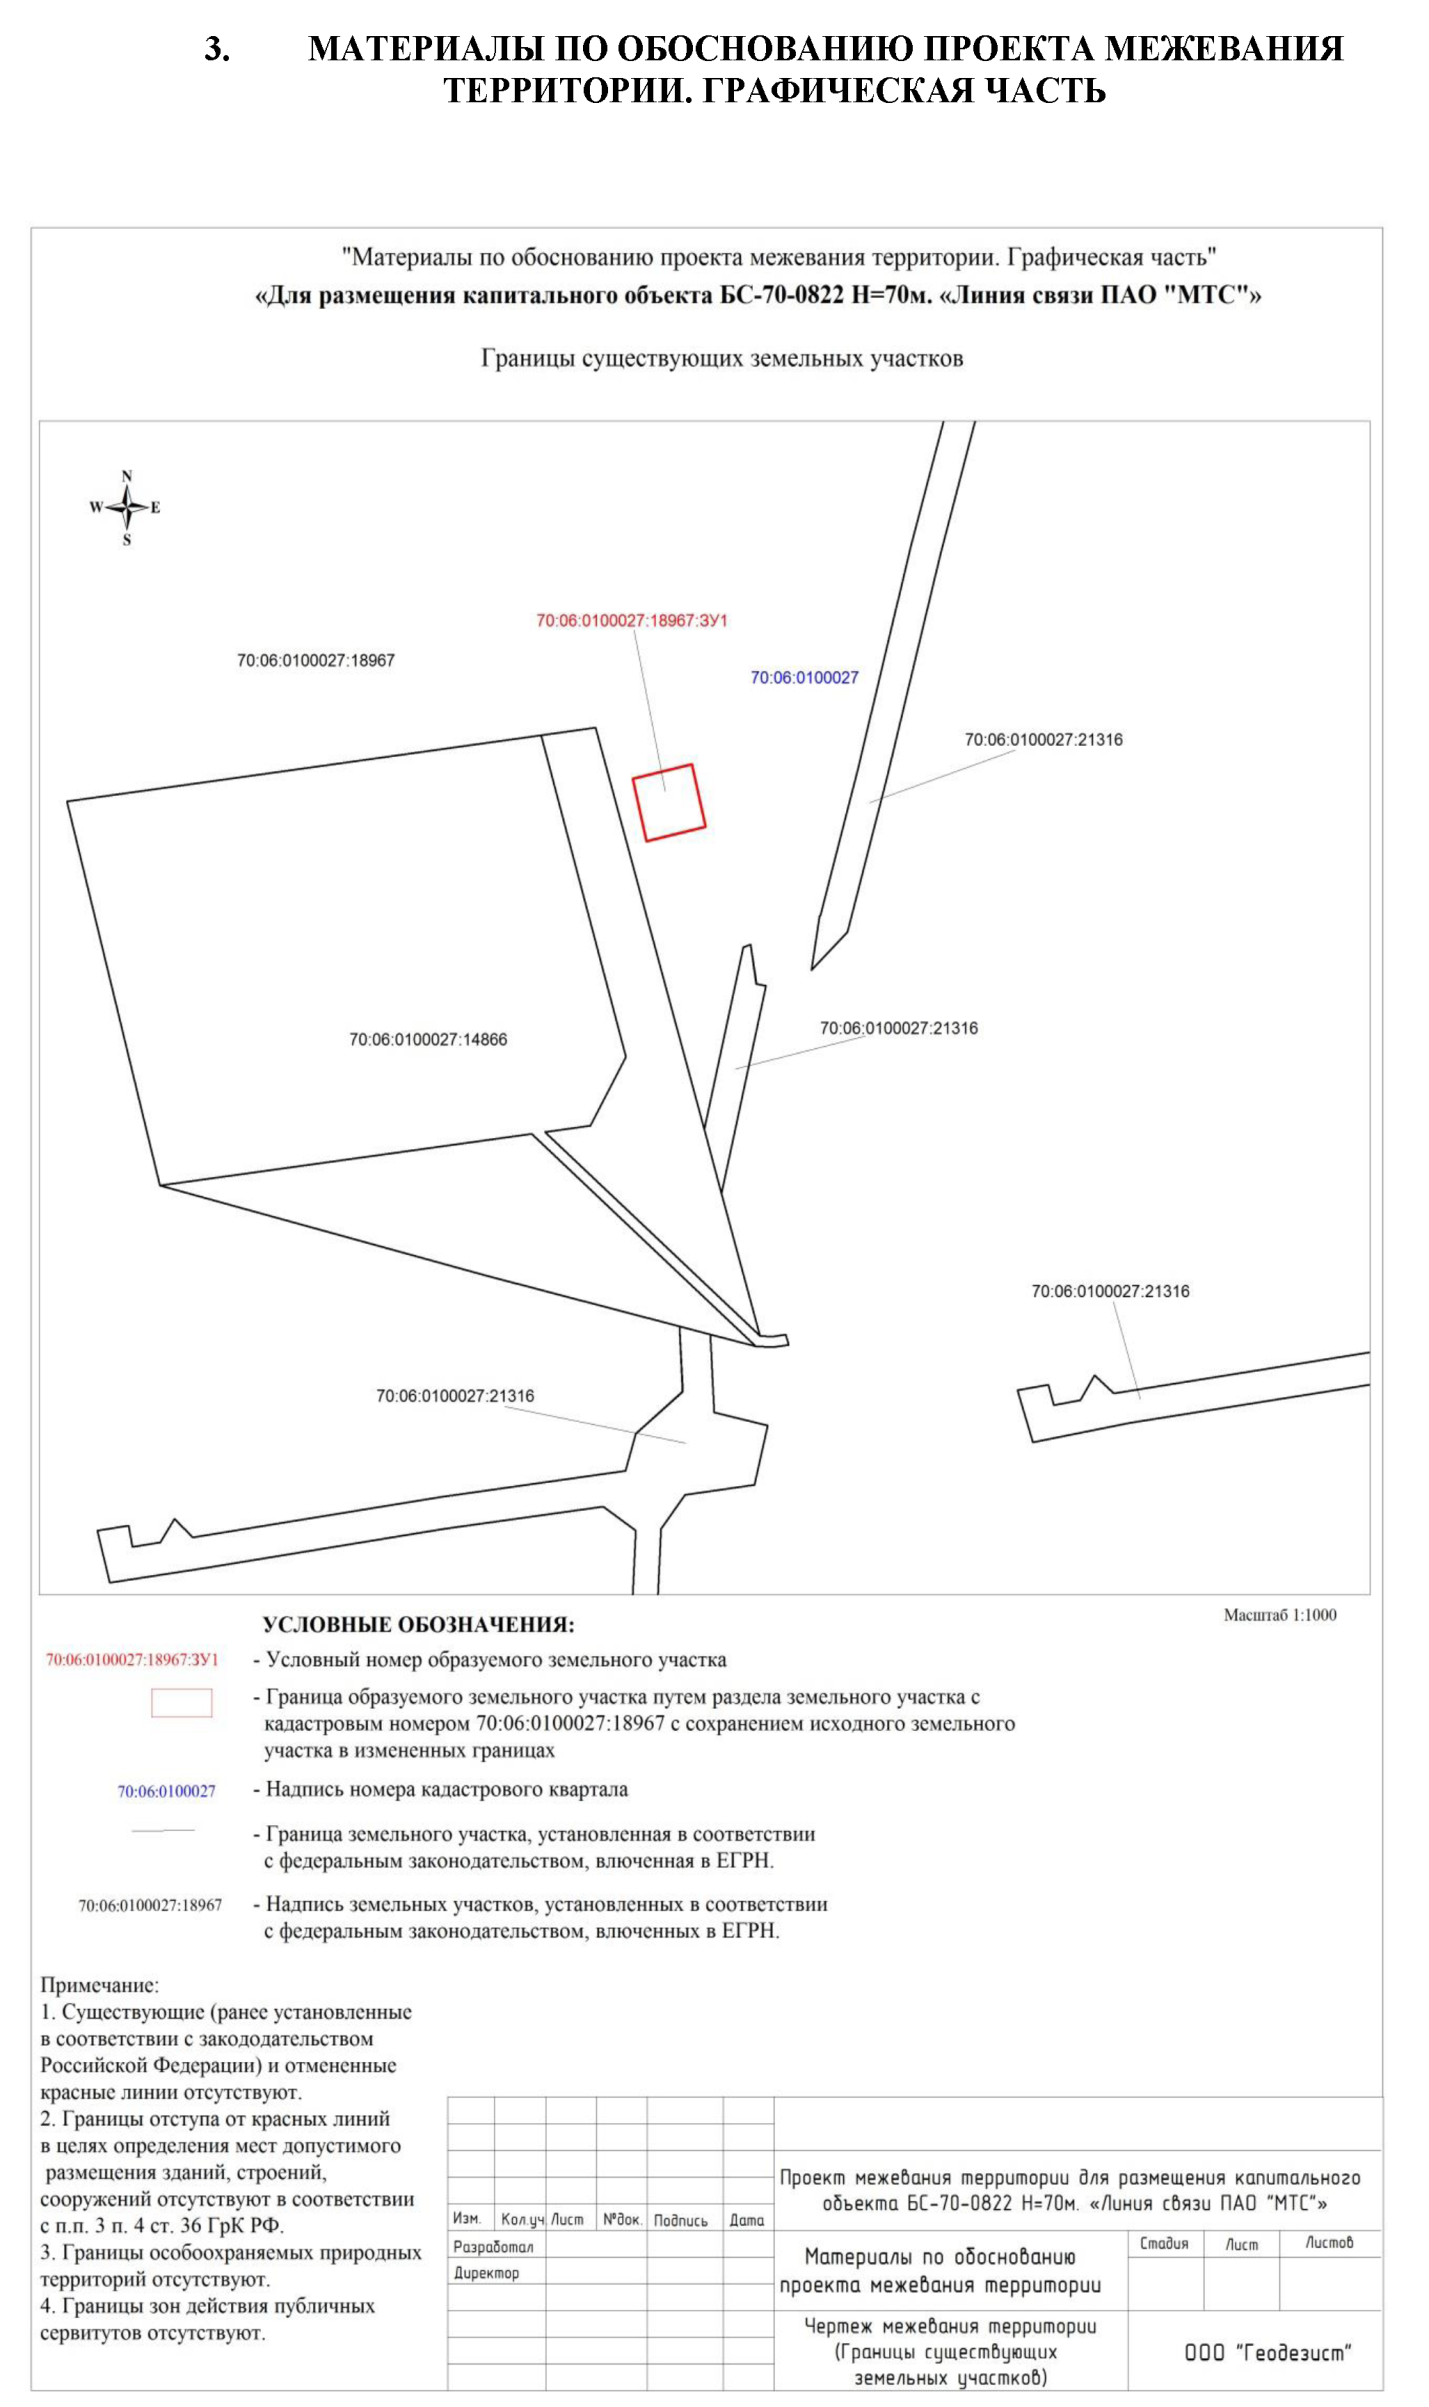 3. МАТЕРИАЛЫ ПО ОБОСНОВАНИЮ ПРОЕКТА МЕЖЕВАНИЯ
ТЕРРИТОРИИ. ГРАФИЧЕСКАЯ ЧАСТЬ
"Материалы по обоснованию проекта межевания территории. Графическая часть"
«Для размещения капитального объекта БС-70-0822 Н=70м. «Линия связи ПАО "МТС"»
Границы существующих земельных участков
N
W E
S
70:06:0100027:18967:ЗУ1
70:06:0100027:18967
70:06:0100027
70:06:0100027:21316
70:06:0100027:21316
70:06:0100027:14866
70:06:0100027:21316
70:06:0100027:21316
Масштаб 1:1000
УСЛОВНЫЕ ОБОЗНАЧЕНИЯ:
70:06:0100027:18967:ЗУ1 - Условный номер образуемого земельного участка
- Граница образуемого земельного участка путем раздела земельного участка с
кадастровым номером 70:06:0100027:18967 с сохранением исходного земельного
участка в измененных границах
70:06:0100027 - Надпись номера кадастрового квартала
- Граница земельного участка, установленная в соответствии
с федеральным законодательством, влюченная в ЕГРН.
70:06:0100027:18967 - Надпись земельных участков, установленных в соответствии
с федеральным законодательством, влюченных в ЕГРН.
Примечание:
1. Существующие (ранее установленные
в соответствии с закододательством
Российской Федерации) и отмененные
красные линии отсутствуют.
2. Границы отступа от красных линий
в целях определения мест допустимого
размещения зданий, строений,
сооружений отсутствуют в соответствии
с п.п. 3 п. 4 ст. 36 ГрК РФ.
3. Границы особоохраняемых природных
территорий отсутствуют.
4. Границы зон действия публичных
сервитутов отсутствуют.
Проект межевания территории для размещения капитального
объекта БС-70-0822 Н=70м. «Линия связи ПАО "МТС"»
Изм. Кол.уч Лист №док. Подпись Дата
Разработал
Директор
Материалы по обоснованию
проекта межевания территории
Стадия Лист Листов
Чертеж межевания территории
(Границы существующих
земельных участков)
ООО "Геодезист"